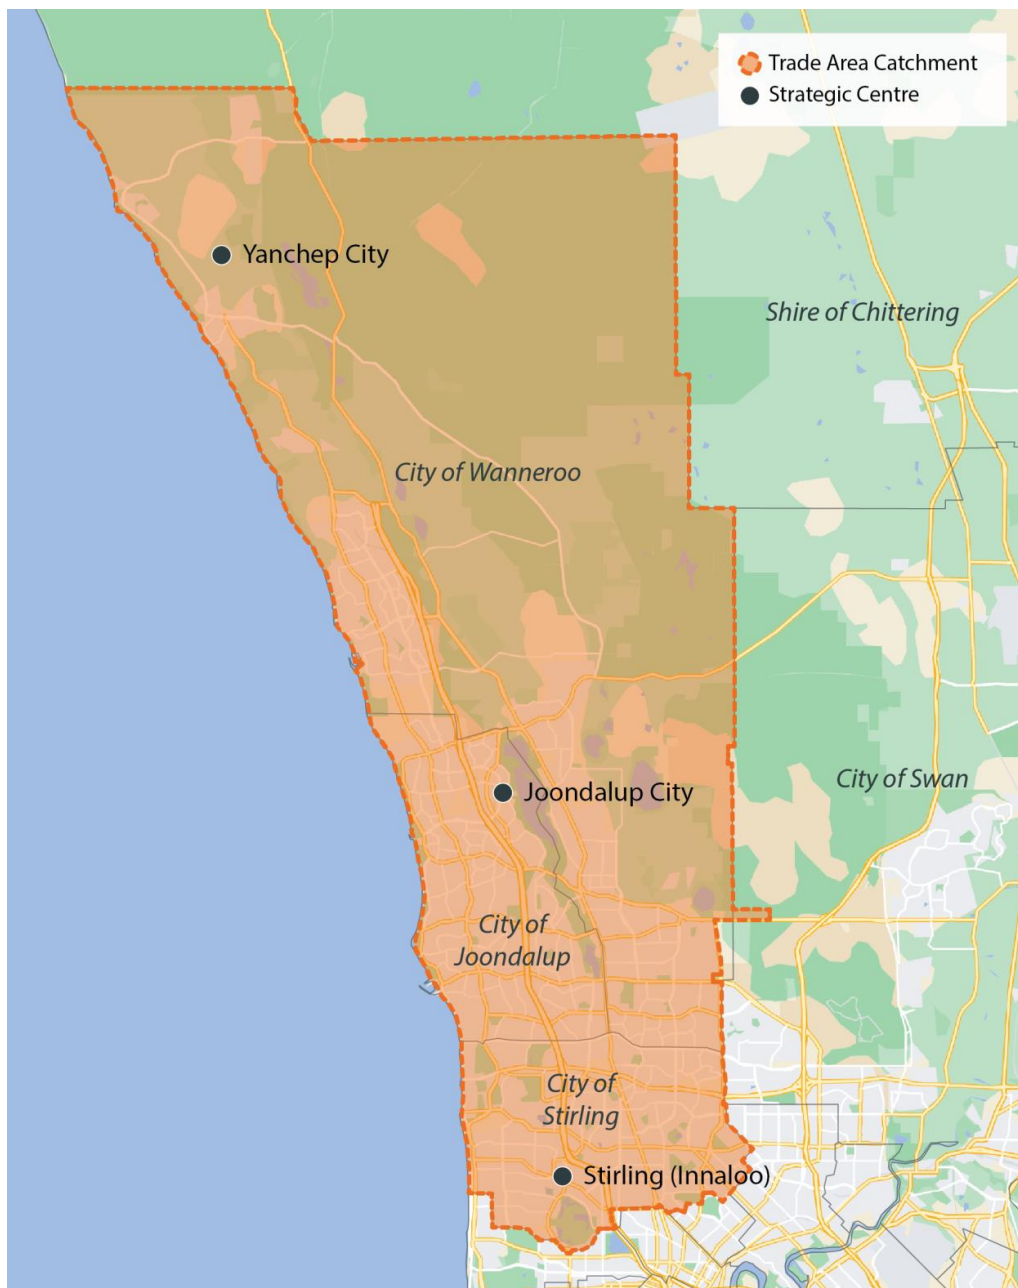 Trade Area Catchment
Strategic Centre
Yanchep City
Shire of Chittering
City of Wanneroo
City of Swan
Joondalup City
City of
Joondalup
City of
Stirling
Stirling (Innaloo)